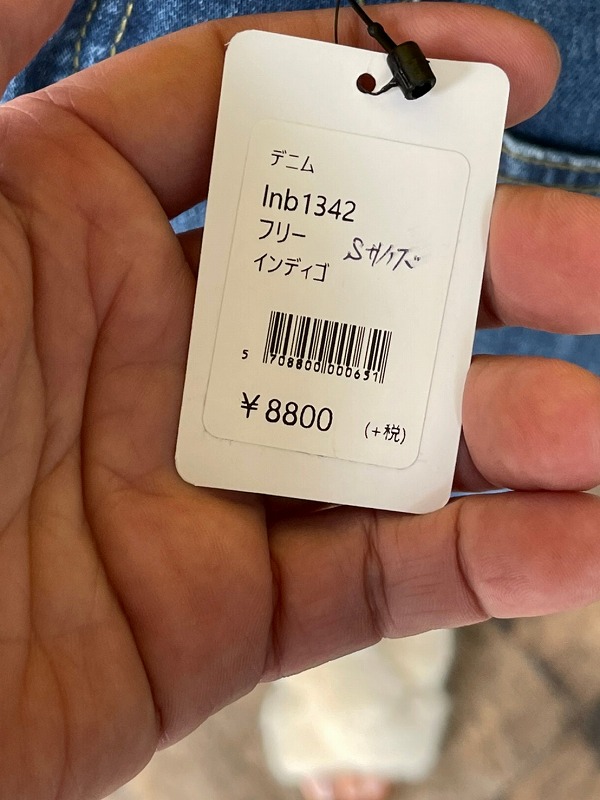 デニム
lnb1342
フリー Sサイズ
インディゴ
5 708800 000651
¥8800 (+税)